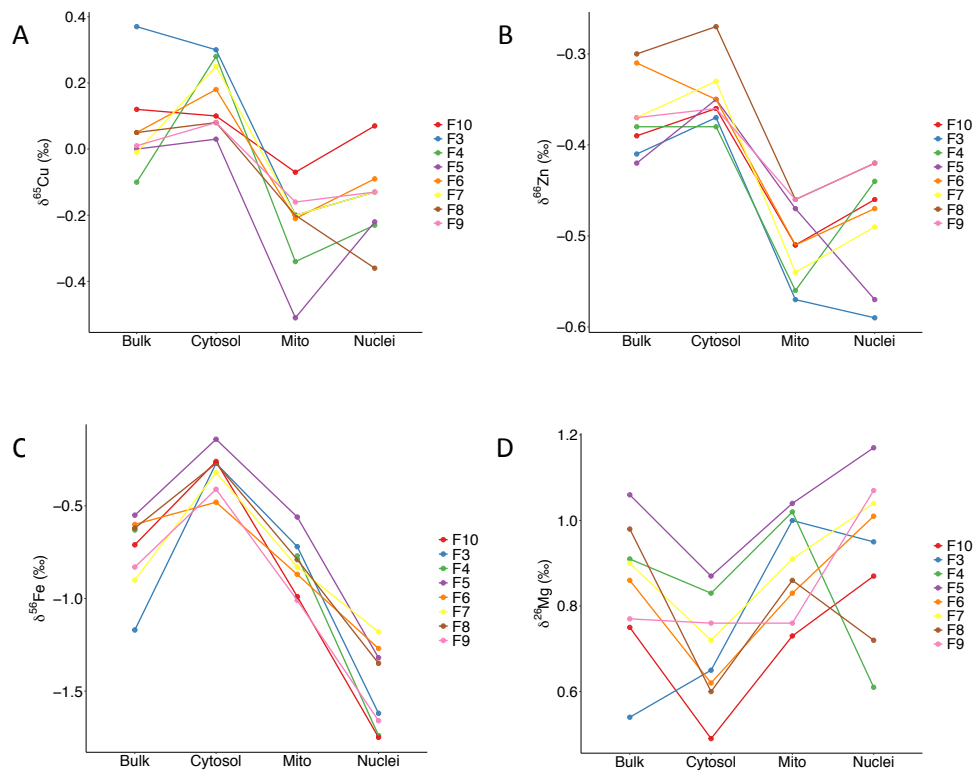 A
δ65Cu (‰)
0.4
0.2
0.0
−0.2
−0.4
Bulk Cytosol Mito Nuclei
F10
F3
F4
F5
F6
F7
F8
F9
B
δ66Zn (‰)
−0.3
−0.4
−0.5
−0.6
Bulk Cytosol Mito Nuclei
F10
F3
F4
F5
F6
F7
F8
F9
C
δ56Fe (‰)
−0.5
−1.0
−1.5
Bulk Cytosol Mito Nuclei
F10
F3
F4
F5
F6
F7
F8
F9
D
δ26Mg (‰)
1.2
1.0
0.8
0.6
Bulk Cytosol Mito Nuclei
F10
F3
F4
F5
F6
F7
F8
F9